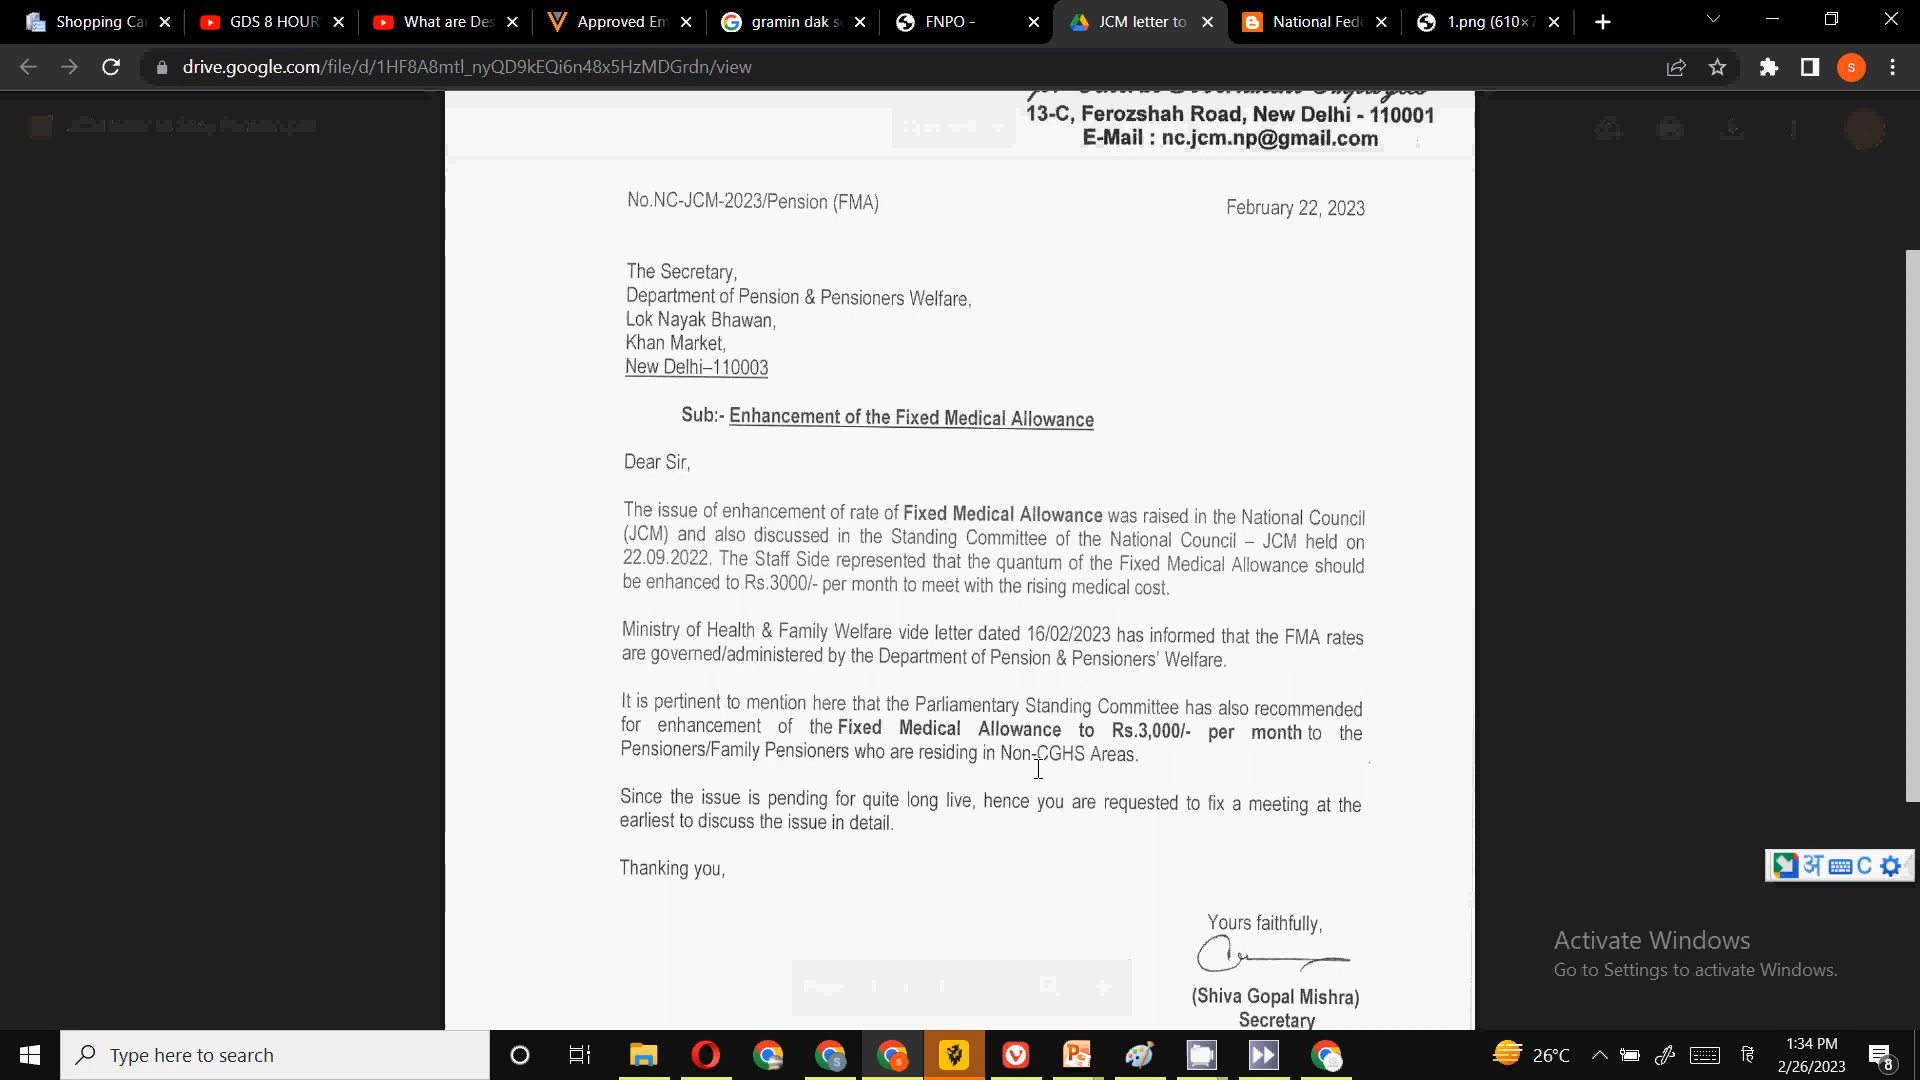 Shopping Ca
GDS 8 HOUR
What are Des
Approved Em
gramin dak s
FNPO -
JCM letter to
National Fede
1.png (610×7
drive.google.com/file/d/1HF8A8mtl_nyQD9kEQi6n48x5HzMDGrdn/view
S
13-C, Ferozshah Road, New Delhi - 110001
E-Mail : nc.jcm.np@gmail.com
No.NC-JCM-2023/Pension (FMA)
February 22, 2023
The Secretary,
Department of Pension & Pensioners Welfare,
Lok Nayak Bhawan,
Khan Market,
New Delhi–110003
Sub:- Enhancement of the Fixed Medical Allowance
Dear Sir,
The issue of enhancement of rate of Fixed Medical Allowance was raised in the National Council
(JCM) and also discussed in the Standing Committee of the National Council – JCM held on
22.09.2022. The Staff Side represented that the quantum of the Fixed Medical Allowance should
be enhanced to Rs.3000/- per month to meet with the rising medical cost.
Ministry of Health & Family Welfare vide letter dated 16/02/2023 has informed that the FMA rates
are governed/administered by the Department of Pension & Pensioners' Welfare.
It is pertinent to mention here that the Parliamentary Standing Committee has also recommended
for enhancement of the Fixed Medical Allowance to Rs.3,000/- per month to the
Pensioners/Family Pensioners who are residing in Non-CGHS Areas.
Since the issue is pending for quite long live, hence you are requested to fix a meeting at the
earliest to discuss the issue in detail.
Thanking you,
Yours faithfully,
(Shiva Gopal Mishra)
Secretary
अ C
Activate Windows
Go to Settings to activate Windows.
Type here to search
26°C
हि
1:34 PM
2/26/2023
8